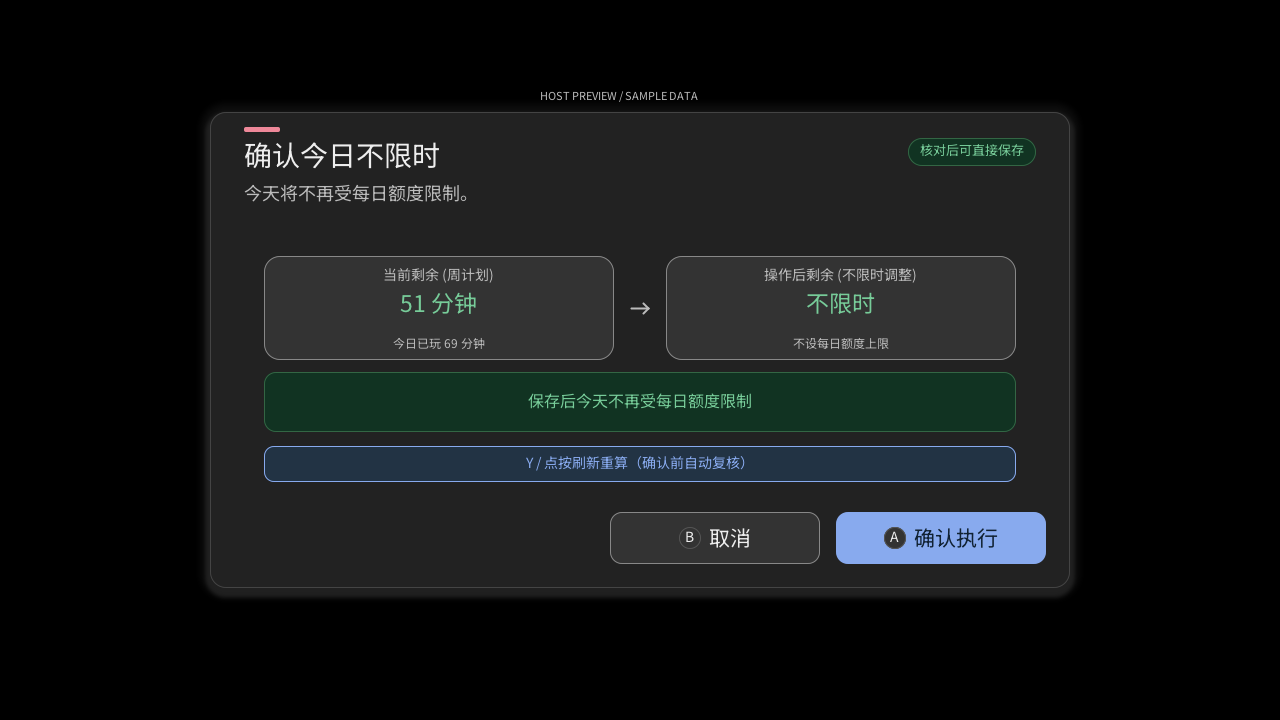 HOST PREVIEW / SAMPLE DATA
确认今日不限时
核对后可直接保存
今天将不再受每日额度限制。
当前剩余 (周计划)
51 分钟
今日已玩 69 分钟
→
操作后剩余 (不限时调整)
不限时
不设每日额度上限
保存后今天不再受每日额度限制
Y / 点按刷新重算（确认前自动复核）
B 取消
A 确认执行